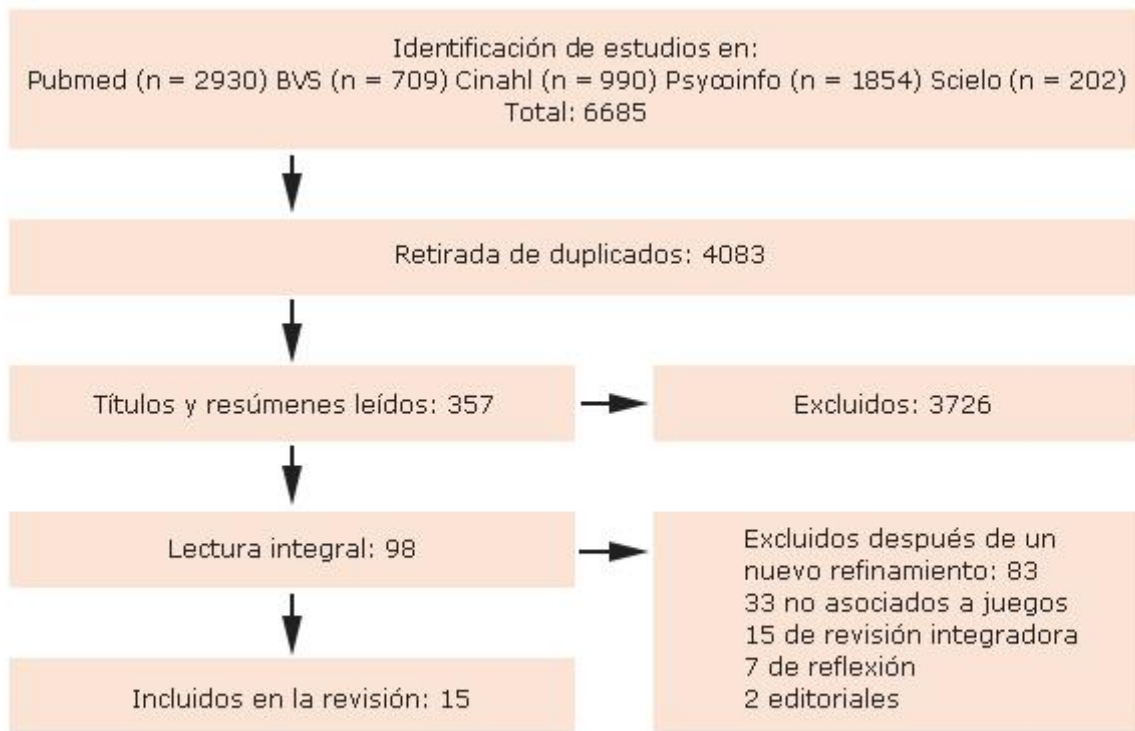 Identificación de estudios en:
Pubmed (n = 2930) BVS (n = 709) Cinahl (n = 990) Psycoinfo (n = 1854) Scielo (n = 202)
Total: 6685
Retirada de duplicados: 4083
Títulos y resúmenes leídos: 357
Excluidos: 3726
Lectura integral: 98
Excluidos después de un
nuevo refinamiento: 83
33 no asociados a juegos
15 de revisión integradora
7 de reflexión
2 editoriales
Incluidos en la revisión: 15